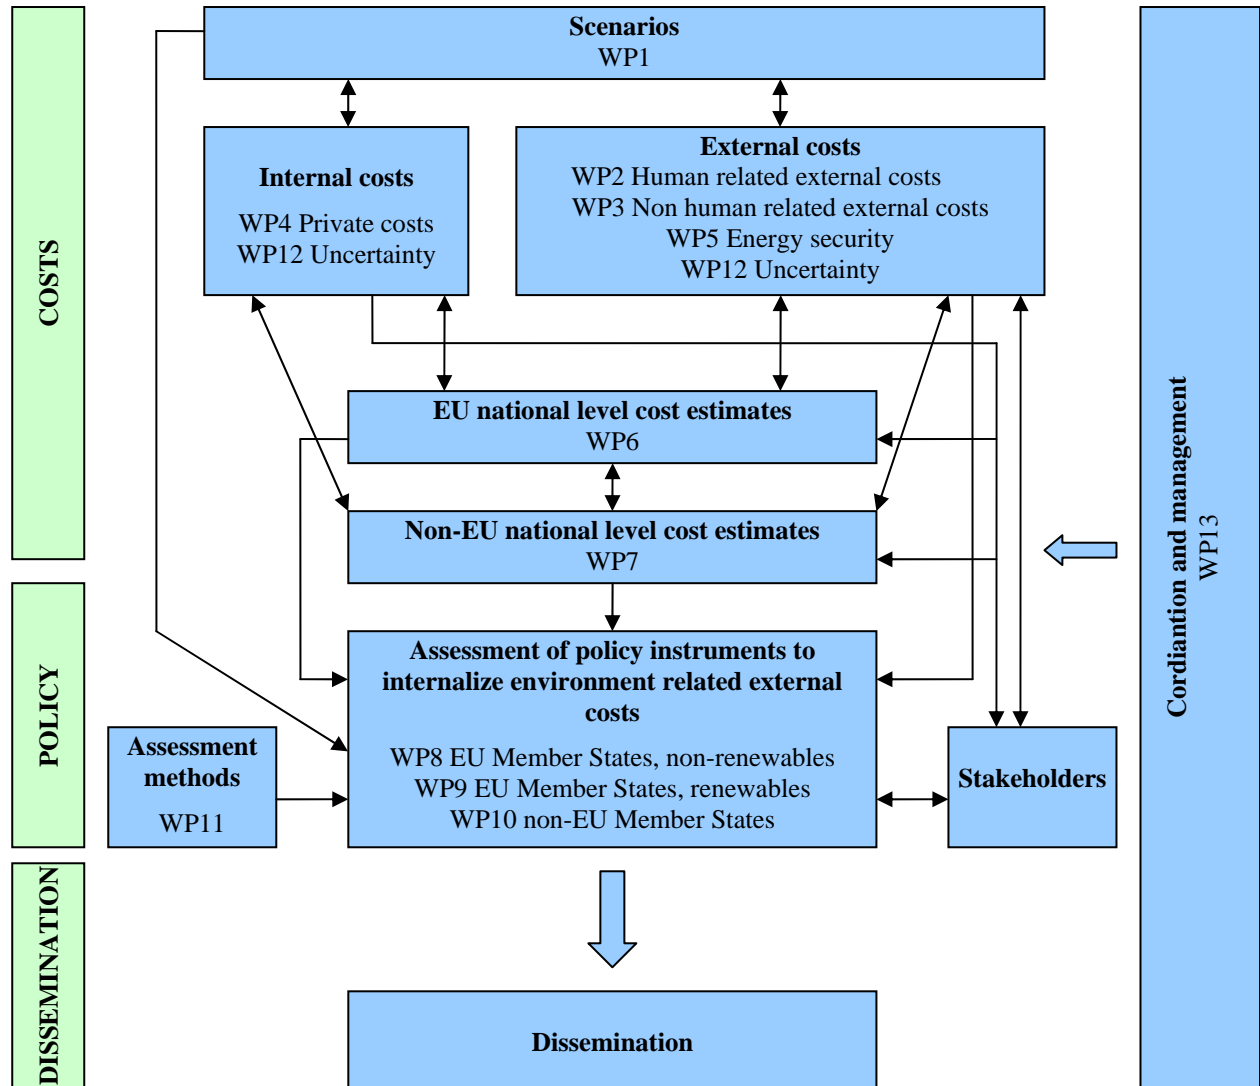 COSTS
Scenarios
WP1
Internal costs
WP4 Private costs
WP12 Uncertainty
External costs
WP2 Human related external costs
WP3 Non human related external costs
WP5 Energy security
WP12 Uncertainty
EU national level cost estimates
WP6
Non-EU national level cost estimates
WP7
POLICY
Assessment of policy instruments to
internalize environment related external
costs
WP8 EU Member States, non-renewables
WP9 EU Member States, renewables
WP10 non-EU Member States
Assessment
methods
WP11
Stakeholders
DISSEMINATION
Dissemination
Cordiantion and management
WP13